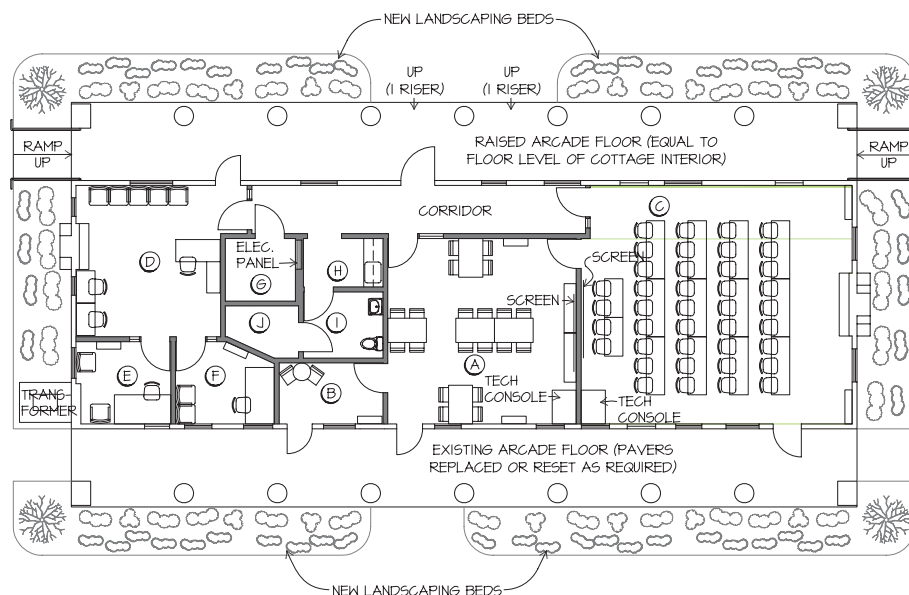 NEW LANDSCAPING BEDS
UP
(1 RISER)
UP
(1 RISER)
RAMP
UP
RAISED ARCADE FLOOR (EQUAL TO
FLOOR LEVEL OF COTTAGE INTERIOR)
RAMP
UP
CORRIDOR
C
ELEC.
PANEL
D
G
H
SCREEN
SCREEN
J
I
A
E
F
B
TECH
CONSOLE
TRANS-
FORMER
TECH
CONSOLE
EXISTING ARCADE FLOOR (PAVERS
REPLACED OR RESET AS REQUIRED)
NEW LANDSCAPING BEDS